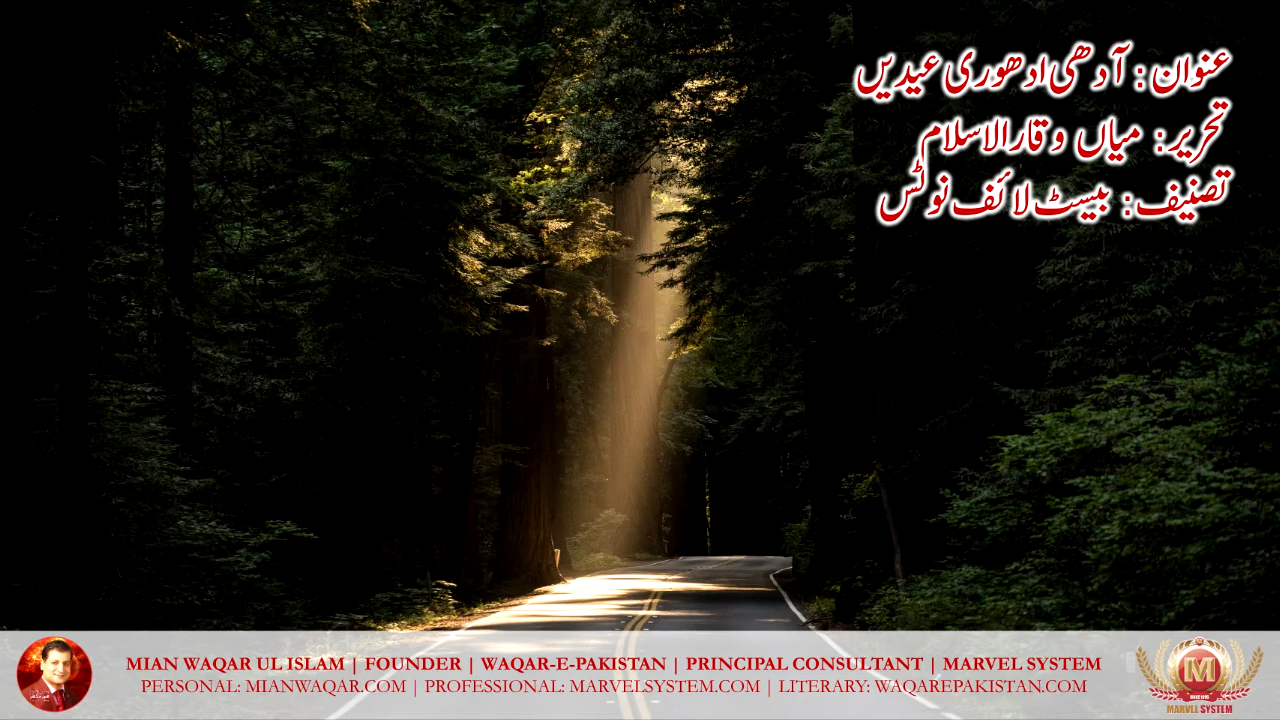 عنوان: آدھی ادھوری عیدیں
تحریر: میاں وقارالاسلام
تصنیف: بیسٹ لائف نوٹس
MIAN WAQAR UL ISLAM | FOUNDER | WAQAR-E-PAKISTAN | PRINCIPAL CONSULTANT | MARVEL SYSTEM
PERSONAL: MIANWAQAR.COM | PROFESSIONAL: MARVELSYSTEM.COM | LITERARY: WAQAREPAKISTAN.COM
M
MARVEL SYSTEM